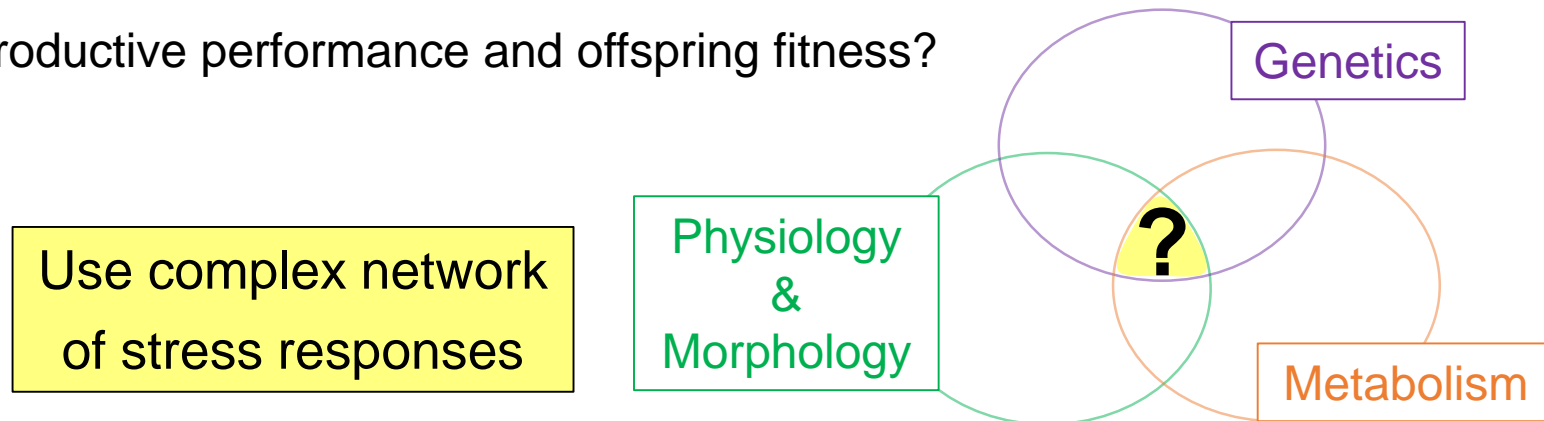 roductive performance and offspring fitness?
Genetics
Use complex network
of stress responses
Physiology
&
Morphology
?
Metabolism